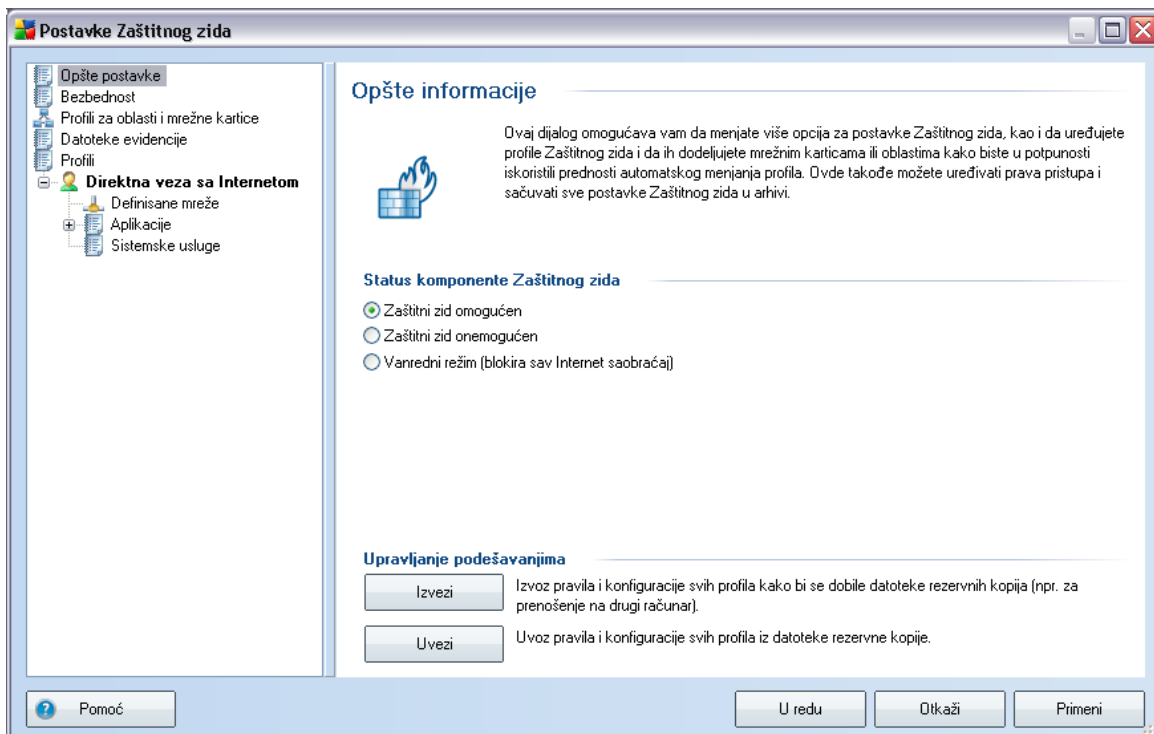 Postavke Zaštitnog zida
Opšte postavke
Bezbednost
Profili za oblasti i mrežne kartice
Datoteke evidencije
Profili
Direktna veza sa Internetom
Definisane mreže
Aplikacije
Sistemske usluge
Opšte informacije
Ovaj dijalog omogućava vam da menjate više opcija za postavke Zaštitnog zida, kao i da uređujete
profile Zaštitnog zida i da ih dodeljujete mrežnim karticama ili oblastima kako biste u potpunosti
iskoristili prednosti automatskog menjanja profila. Ovde takođe možete uređivati prava pristupa i
sačuvati sve postavke Zaštitnog zida u arhivi.
Status komponente Zaštitnog zida
Zaštitni zid omogućen
Zaštitni zid onemogućen
Vanredni režim (blokira sav Internet saobraćaj)
Upravljanje podešavanjima
Izvezi
Izvoz pravila i konfiguracije svih profila kako bi se dobile datoteke rezervnih kopija (npr. za
prenošenje na drugi računar).
Uvezi
Uvoz pravila i konfiguracije svih profila iz datoteke rezervne kopije.
Pomoć
U redu
Otkaži
Primeni